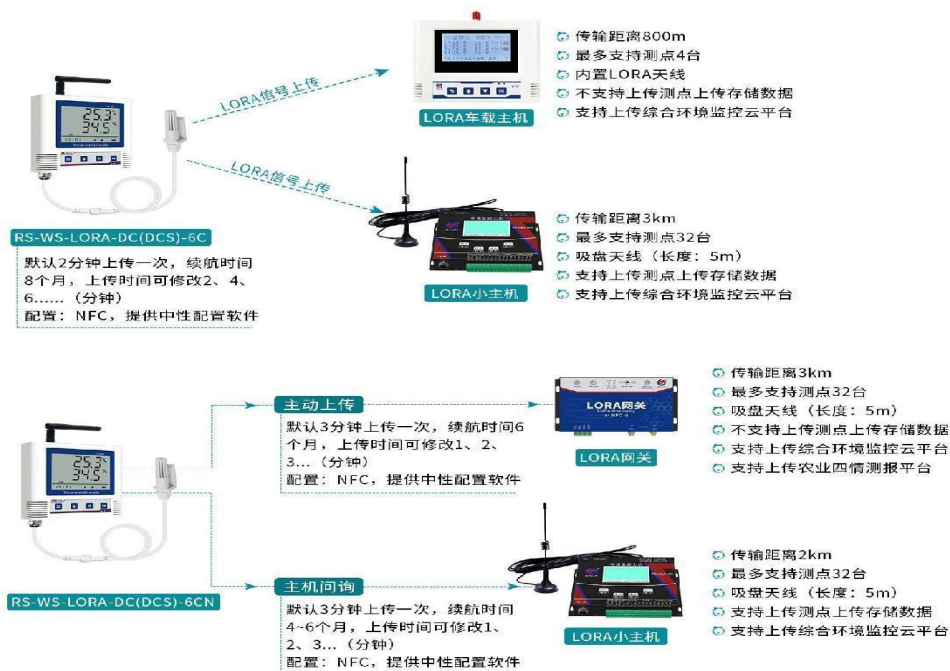 传输距离800m
最多支持测点4台
内置LORA天线
不支持上传测点上传存储数据
支持上传综合环境监控云平台
LORA车载主机
LORA信号上传
LORA信号上传
25.3
34.5
RS-WS-LORA-DC(DCS)-6C
默认2分钟上传一次，续航时间
8个月，上传时间可修改2、4、
6......（分钟）
配置：NFC，提供中性配置软件
传输距离3km
最多支持测点32台
吸盘天线（长度：5m）
支持上传测点上传存储数据
支持上传综合环境监控云平台
LORA小主机
主动上传
默认3分钟上传一次，续航时间6
个月，上传时间可修改1、2、
3...（分钟）
配置：NFC，提供中性配置软件
LORA网关
LORA网关
传输距离3km
最多支持测点32台
吸盘天线（长度：5m）
不支持上传测点上传存储数据
支持上传综合环境监控云平台
支持上传农业四情测报平台
25.3
34.5
RS-WS-LORA-DC(DCS)-6CN
主机问询
默认3分钟上传一次，续航时间
4~6个月，上传时间可修改1、
2、3...（分钟）
配置：NFC，提供中性配置软件
LORA小主机
传输距离2km
最多支持测点32台
吸盘天线（长度：5m）
支持上传测点上传存储数据
支持上传综合环境监控云平台